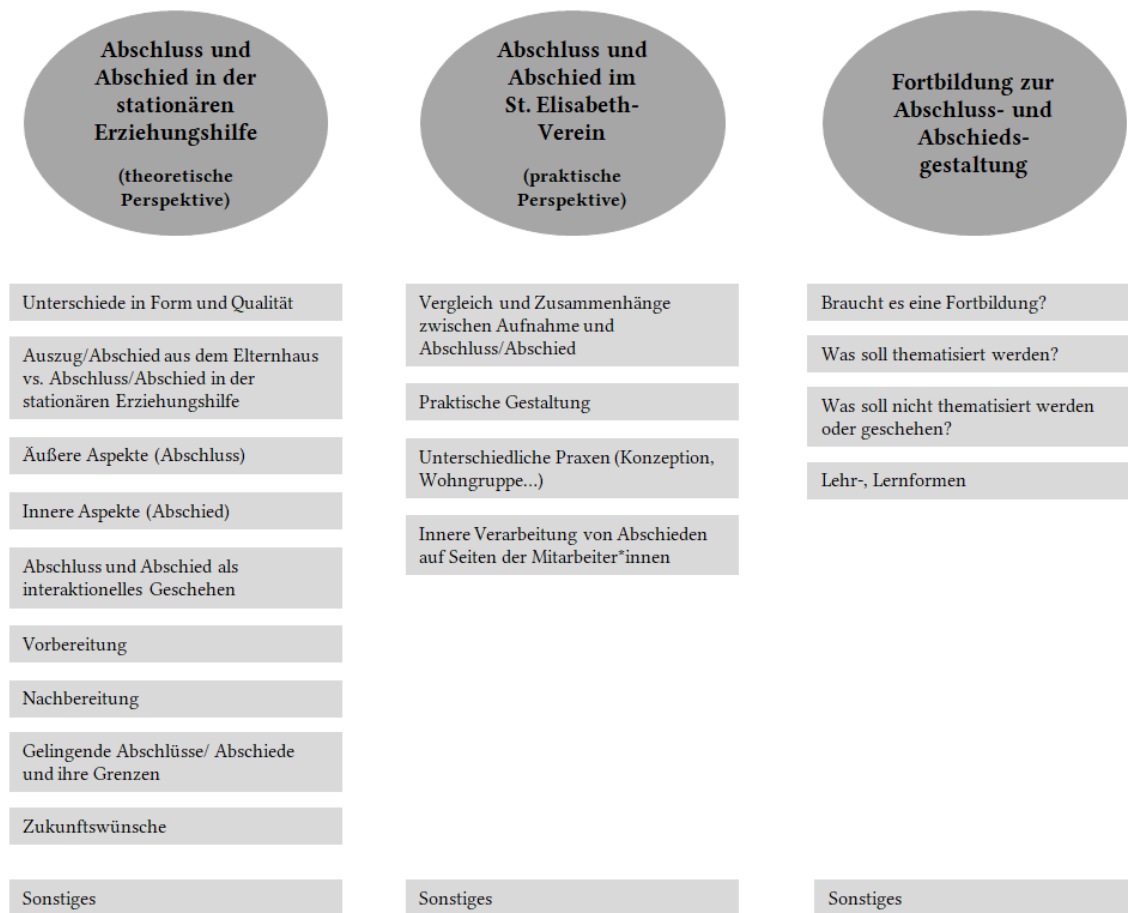 Abschluss und
Abschied in der
stationären
Erziehungshilfe
(theoretische
Perspektive)
Unterschiede in Form und Qualität
Auszug/Abschied aus dem Elternhaus
vs. Abschluss/Abschied in der
stationären Erziehungshilfe
Äußere Aspekte (Abschluss)
Innere Aspekte (Abschied)
Abschluss und Abschied als
interaktionelles Geschehen
Vorbereitung
Nachbereitung
Gelingende Abschlüsse/ Abschiede
und ihre Grenzen
Zukunftswünsche
Sonstiges
Abschluss und
Abschied im
St. Elisabeth-
Verein
(praktische
Perspektive)
Vergleich und Zusammenhänge
zwischen Aufnahme und
Abschluss/Abschied
Praktische Gestaltung
Unterschiedliche Praxen (Konzeption,
Wohngruppe…)
Innere Verarbeitung von Abschieden
auf Seiten der Mitarbeiter*innen
Sonstiges
Fortbildung zur
Abschluss- und
Abschieds-
gestaltung
Braucht es eine Fortbildung?
Was soll thematisiert werden?
Was soll nicht thematisiert werden
oder geschehen?
Lehr-, Lernformen
Sonstiges